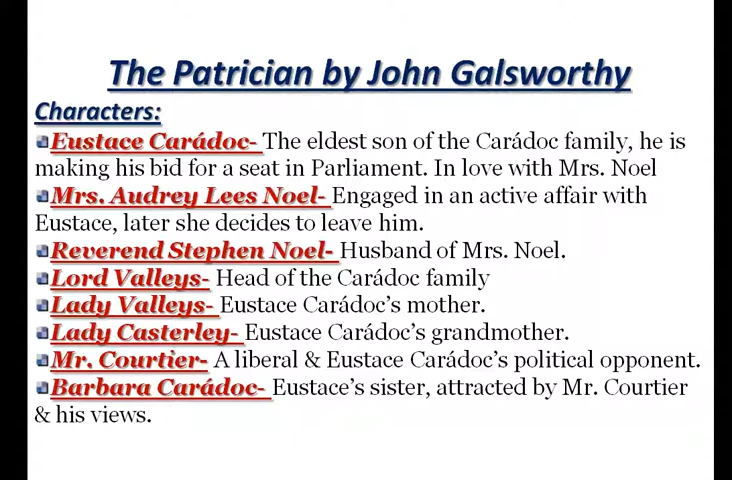 The Patrician by John Galsworthy
Characters:
Eustace Carádoc- The eldest son of the Carádoc family, he is
making his bid for a seat in Parliament. In love with Mrs. Noel
Mrs. Audrey Lees Noel- Engaged in an active affair with
Eustace, later she decides to leave him.
Reverend Stephen Noel- Husband of Mrs. Noel.
Lord Valleys- Head of the Carádoc family
Lady Valleys- Eustace Carádoc's mother.
Lady Casterley- Eustace Carádoc's grandmother.
Mr. Courtier- A liberal & Eustace Carádoc's political opponent.
Barbara Carádoc- Eustace's sister, attracted by Mr. Courtier
& his views.